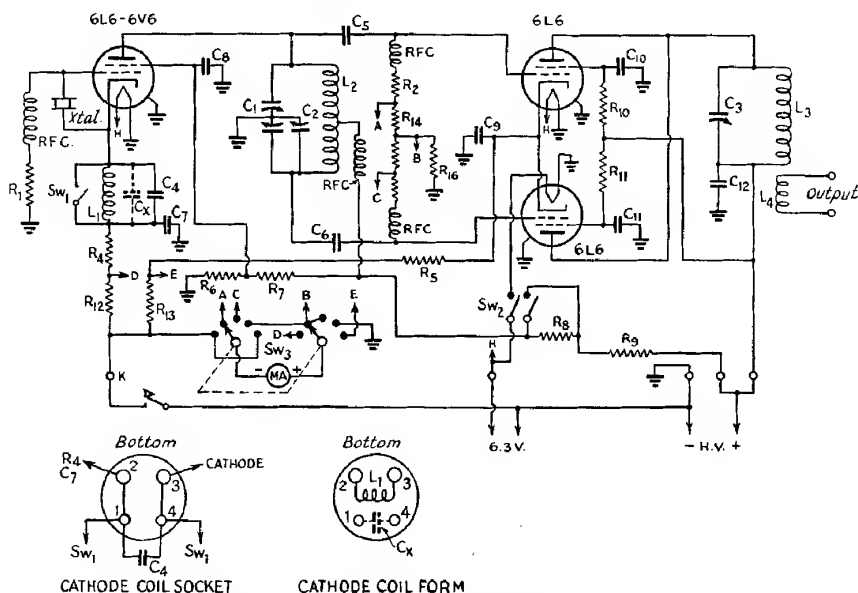 6L6-6V6
C5
6L6
C8
RFC
C10
L2
R2
Xtal.
C1
C2
R14
A
C9
H
H
R10
C3
L3
RFC.
B
R16
R11
Sw1
L1
Cx
C4
RFC
C
C12
L4
Output
R1
C7
RFC
C6
C11
R4
6L6
D
E
R6
R7
R5
R12
R13
A
C
B
E
Sw2
D
Sw3
R8
H
R9
- MA +
K
6.3V.
- H.V. +
Bottom
Bottom
R4
C7
2
3
CATHODE
2
L1
3
1
4
1
4
Sw1
C4
Sw1
Cx
CATHODE COIL SOCKET
CATHODE COIL FORM